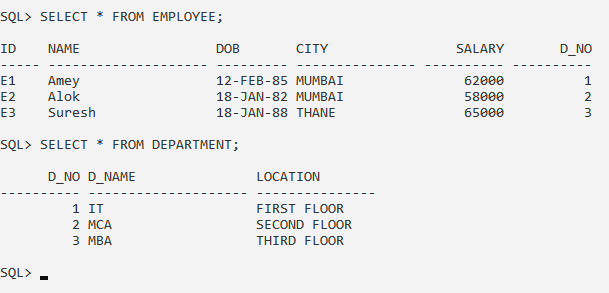 SQL> SELECT * FROM EMPLOYEE;
ID    NAME                 DOB       CITY                SALARY       D_NO
----- -------------------- --------- --------------- ---------- ----------
E1    Amey                 12-FEB-85 MUMBAI               62000          1
E2    Alok                 18-JAN-82 MUMBAI               58000          2
E3    Suresh               18-JAN-88 THANE                65000          3
SQL> SELECT * FROM DEPARTMENT;
      D_NO D_NAME               LOCATION
---------- -------------------- ---------------
         1 IT                   FIRST FLOOR
         2 MCA                  SECOND FLOOR
         3 MBA                  THIRD FLOOR
SQL>